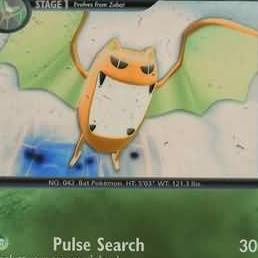 STAGE 1 Evolves from Zubat
NO. 042 Bat Pokémon HT: 5'03" WT: 121.3 lbs
Pulse Search 30